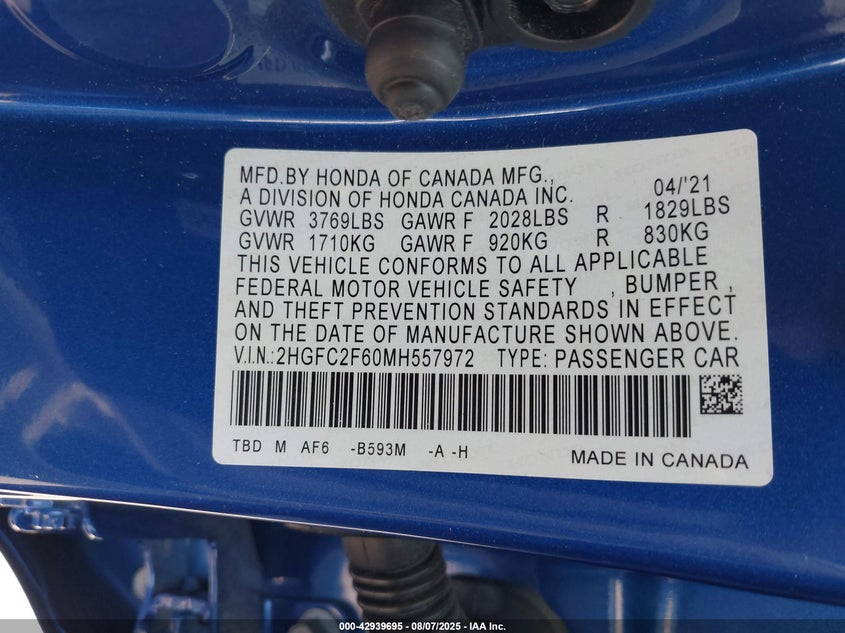 MFD.BY HONDA OF CANADA MFG.,
A DIVISION OF HONDA CANADA INC. 04/'21
GVWR 3769LBS GAWR F 2028LBS R 1829LBS
GVWR 1710KG GAWR F 920KG R 830KG
THIS VEHICLE CONFORMS TO ALL APPLICABLE
FEDERAL MOTOR VEHICLE SAFETY , BUMPER ,
AND THEFT PREVENTION STANDARDS IN EFFECT
ON THE DATE OF MANUFACTURE SHOWN ABOVE.
V.I.N.:2HGFC2F60MH557972 TYPE: PASSENGER CAR
TBD M AF6 -B593M -A -H
MADE IN CANADA
000-42939695 - 08/07/2025 - IAA Inc.